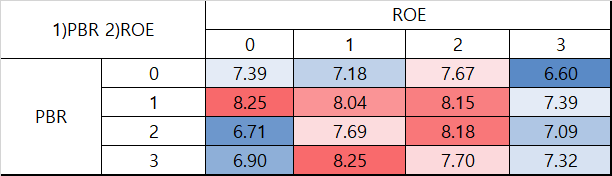 1)PBR 2)ROE
ROE
0 1 2 3
PBR
0 7.39 7.18 7.67 6.60
1 8.25 8.04 8.15 7.39
2 6.71 7.69 8.18 7.09
3 6.90 8.25 7.70 7.32